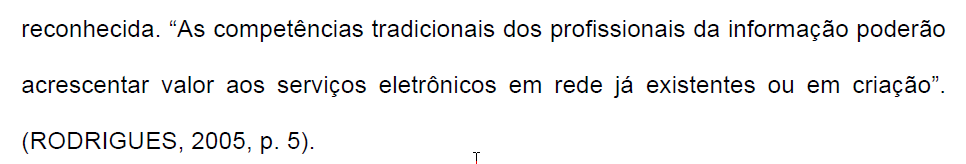 reconhecida. “As competências tradicionais dos profissionais da informação poderão
acrescentar valor aos serviços eletrônicos em rede já existentes ou em criação”.
(RODRIGUES, 2005, p. 5).